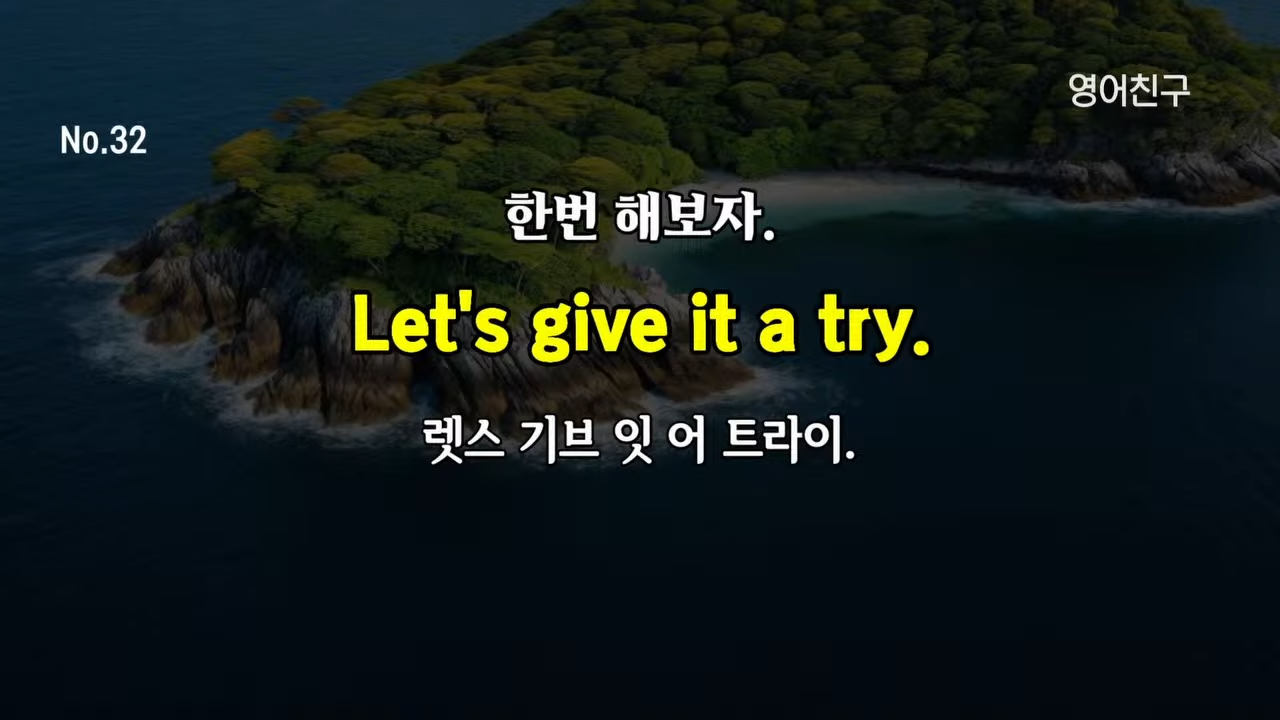 영어친구
No.32
한번 해보자.
Let's give it a try.
렛스 기브 잇 어 트라이.